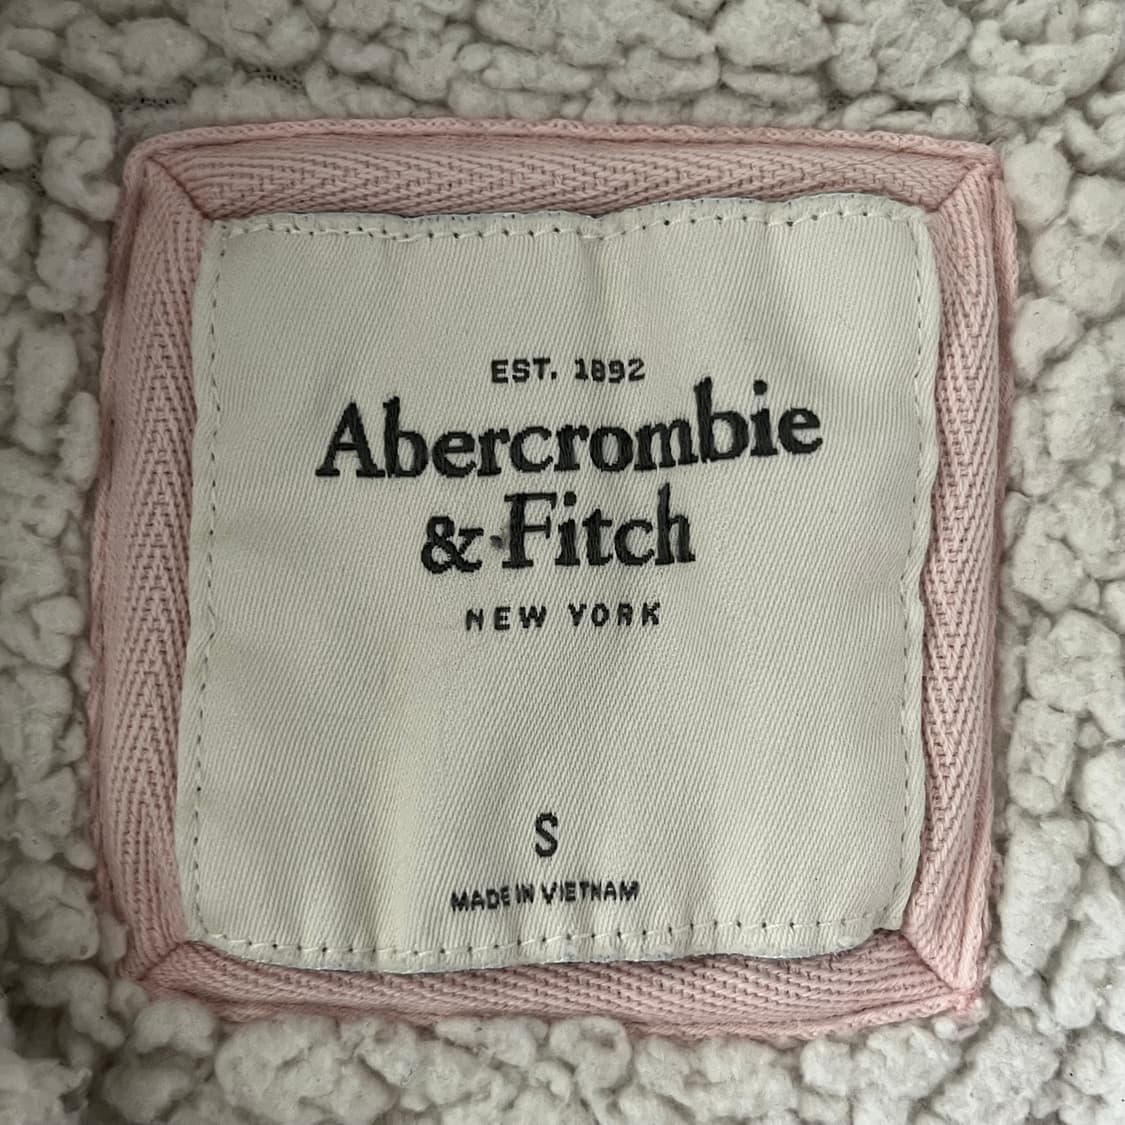 EST. 1892
Abercrombie
& Fitch
NEW YORK
S
MADE IN VIETNAM